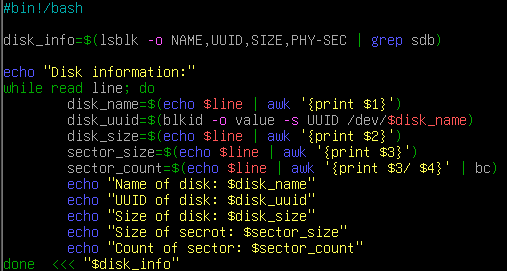 #bin!/bash
disk_info=$(lsblk -o NAME,UUID,SIZE,PHY-SEC | grep sdb)
echo "Disk information:"
while read line; do
disk_name=$(echo $line | awk '{print $1}')
disk_uuid=$(blkid -o value -s UUID /dev/$disk_name)
disk_size=$(echo $line | awk '{print $2}')
sector_size=$(echo $line | awk '{print $3}')
sector_count=$(echo $line | awk '{print $3/ $4}' | bc)
echo "Name of disk: $disk_name"
echo "UUID of disk: $disk_uuid"
echo "Size of disk: $disk_size"
echo "Size of secrot: $sector_size"
echo "Count of sector: $sector_count"
done <<< "$disk_info"